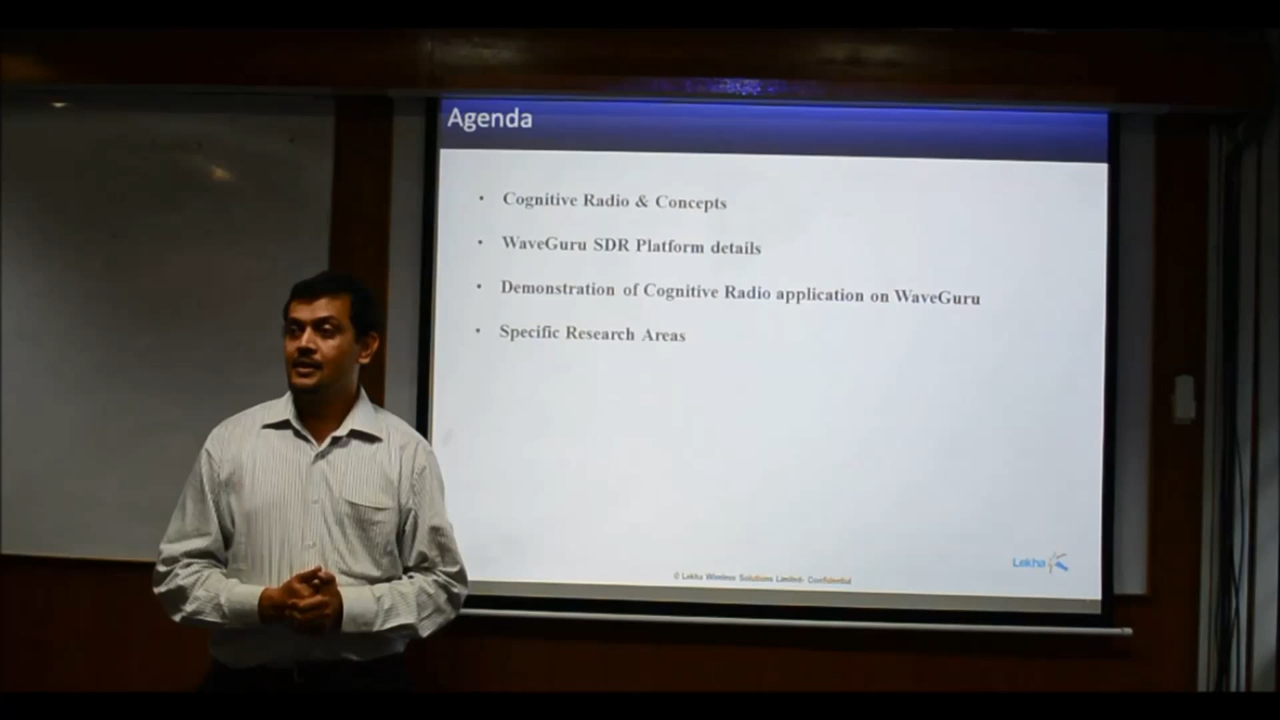 Agenda
• Cognitive Radio & Concepts
• WaveGuru SDR Platform details
• Demonstration of Cognitive Radio application on WaveGuru
• Specific Research Areas
Lekha
© Lekha Wireless Solutions Limited- Confidential